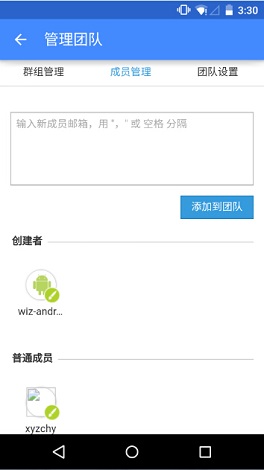 3:30
管理团队
群组管理 成员管理 团队设置
输入新成员邮箱，用 "，" 或 空格 分隔
添加到团队
创建者
wiz-andr...
普通成员
xyzchy